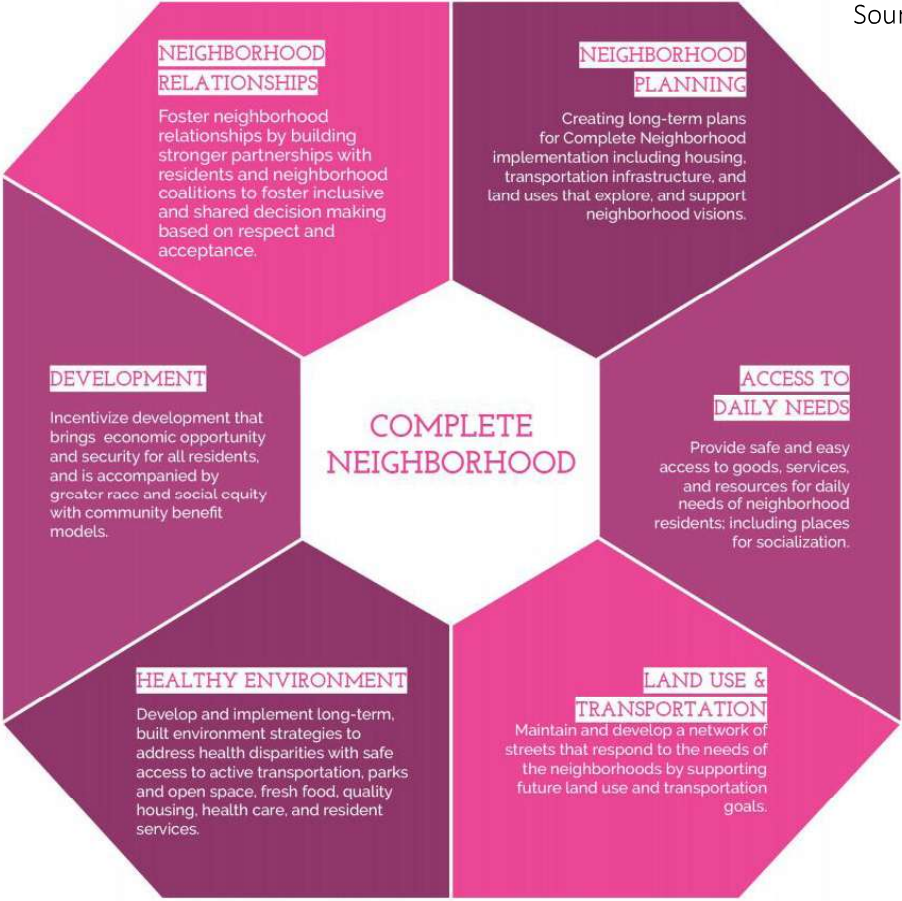 Sour
NEIGHBORHOOD
RELATIONSHIPS
Foster neighborhood
relationships by building
stronger partnerships with
residents and neighborhood
coalitions to foster inclusive
and shared decision making
based on respect and
acceptance.
NEIGHBORHOOD
PLANNING
Creating long-term plans
for Complete Neighborhood
implementation including housing,
transportation infrastructure, and
land uses that explore, and support
neighborhood visions.
DEVELOPMENT
Incentivize development that
brings economic opportunity
and security for all residents,
and is accompanied by
greater race and social equity
with community benefit
models.
COMPLETE
NEIGHBORHOOD
ACCESS TO
DAILY NEEDS
Provide safe and easy
access to goods, services,
and resources for daily
needs of neighborhood
residents; including places
for socialization.
HEALTHY ENVIRONMENT
Develop and implement long-term,
built environment strategies to
address health disparities with safe
access to active transportation, parks
and open space, fresh food, quality
housing, health care, and resident
services.
LAND USE &
TRANSPORTATION
Maintain and develop a network of
streets that respond to the needs of
the neighborhoods by supporting
future land use and transportation
goals.